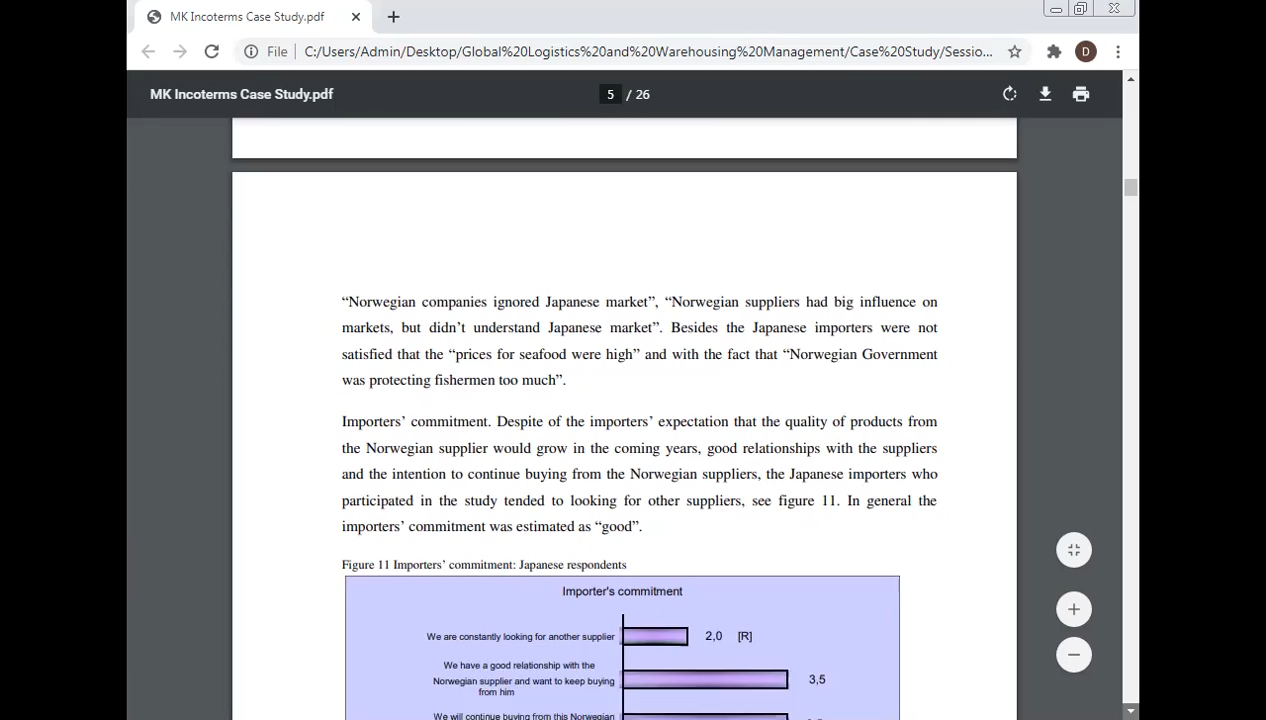 MK Incoterms Case Study.pdf
File C:/Users/Admin/Desktop/Global%20Logistics%20and%20Warehousing%20Management/Case%20Study/Sessio...
D
MK Incoterms Case Study.pdf
5 / 26
“Norwegian companies ignored Japanese market”, “Norwegian suppliers had big influence on
markets, but didn’t understand Japanese market”. Besides the Japanese importers were not
satisfied that the “prices for seafood were high” and with the fact that “Norwegian Government
was protecting fishermen too much”.
Importers’ commitment. Despite of the importers’ expectation that the quality of products from
the Norwegian supplier would grow in the coming years, good relationships with the suppliers
and the intention to continue buying from the Norwegian suppliers, the Japanese importers who
participated in the study tended to looking for other suppliers, see figure 11. In general the
importers’ commitment was estimated as “good”.
Figure 11 Importers’ commitment: Japanese respondents
Importer's commitment
We are constantly looking for another supplier 2,0 [R]
We have a good relationship with the
Norwegian supplier and want to keep buying 3,5
from him
We will continue buying from this Norwegian